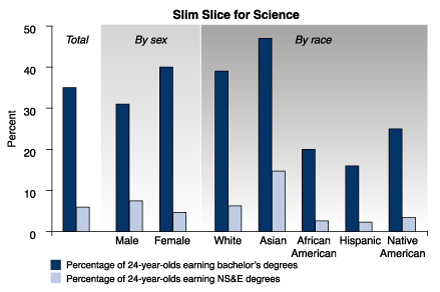 Slim Slice for Science
Total By sex By race
Percent
50
40
30
20
10
0
Male Female White Asian African American Hispanic Native American
Percentage of 24-year-olds earning bachelor's degrees
Percentage of 24-year-olds earning NS&E degrees